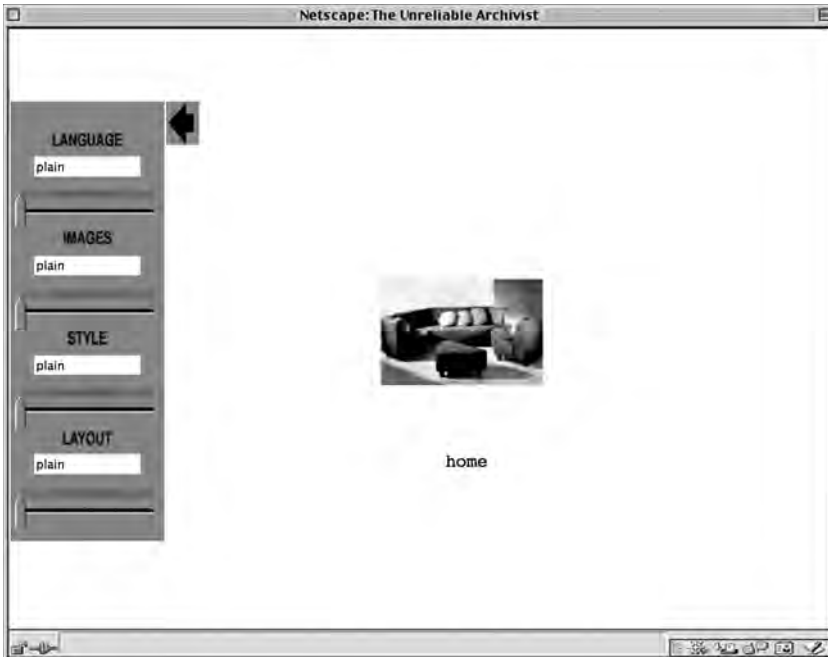 Netscape: The Unreliable Archivist
LANGUAGE
plain
IMAGES
plain
STYLE
plain
LAYOUT
plain
home